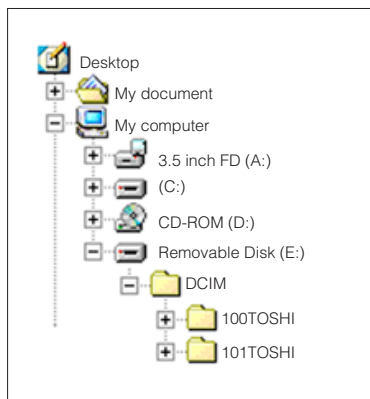 Desktop
My document
My computer
3.5 inch FD (A:)
(C:)
CD-ROM (D:)
Removable Disk (E:)
DCIM
100TOSHI
101TOSHI